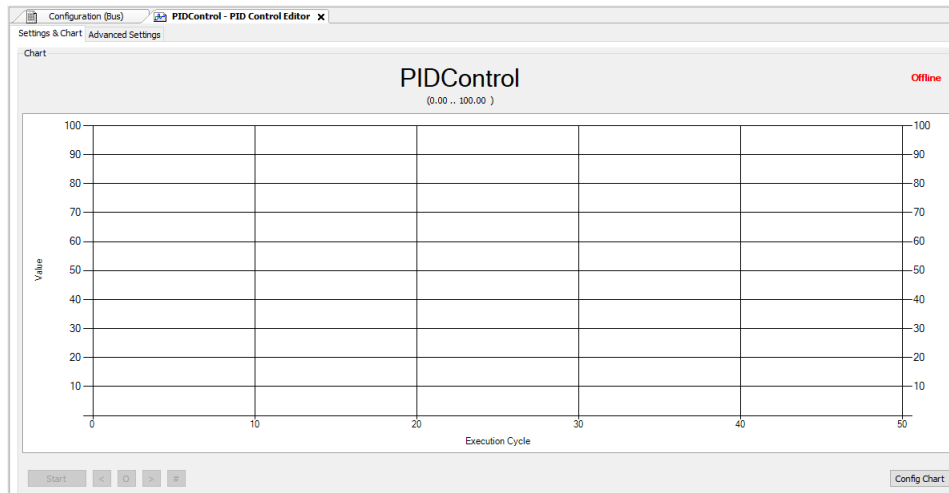 Configuration (Bus) PIDControl - PID Control Editor x
Settings & Chart Advanced Settings
Chart
PIDControl
Offline
(0.00 .. 100.00 )
100 100
90 90
80 80
70 70
60 60
Value
50 50
40 40
30 30
20 20
10 10
0 10 20 30 40 50
Execution Cycle
Start < O > # Config Chart